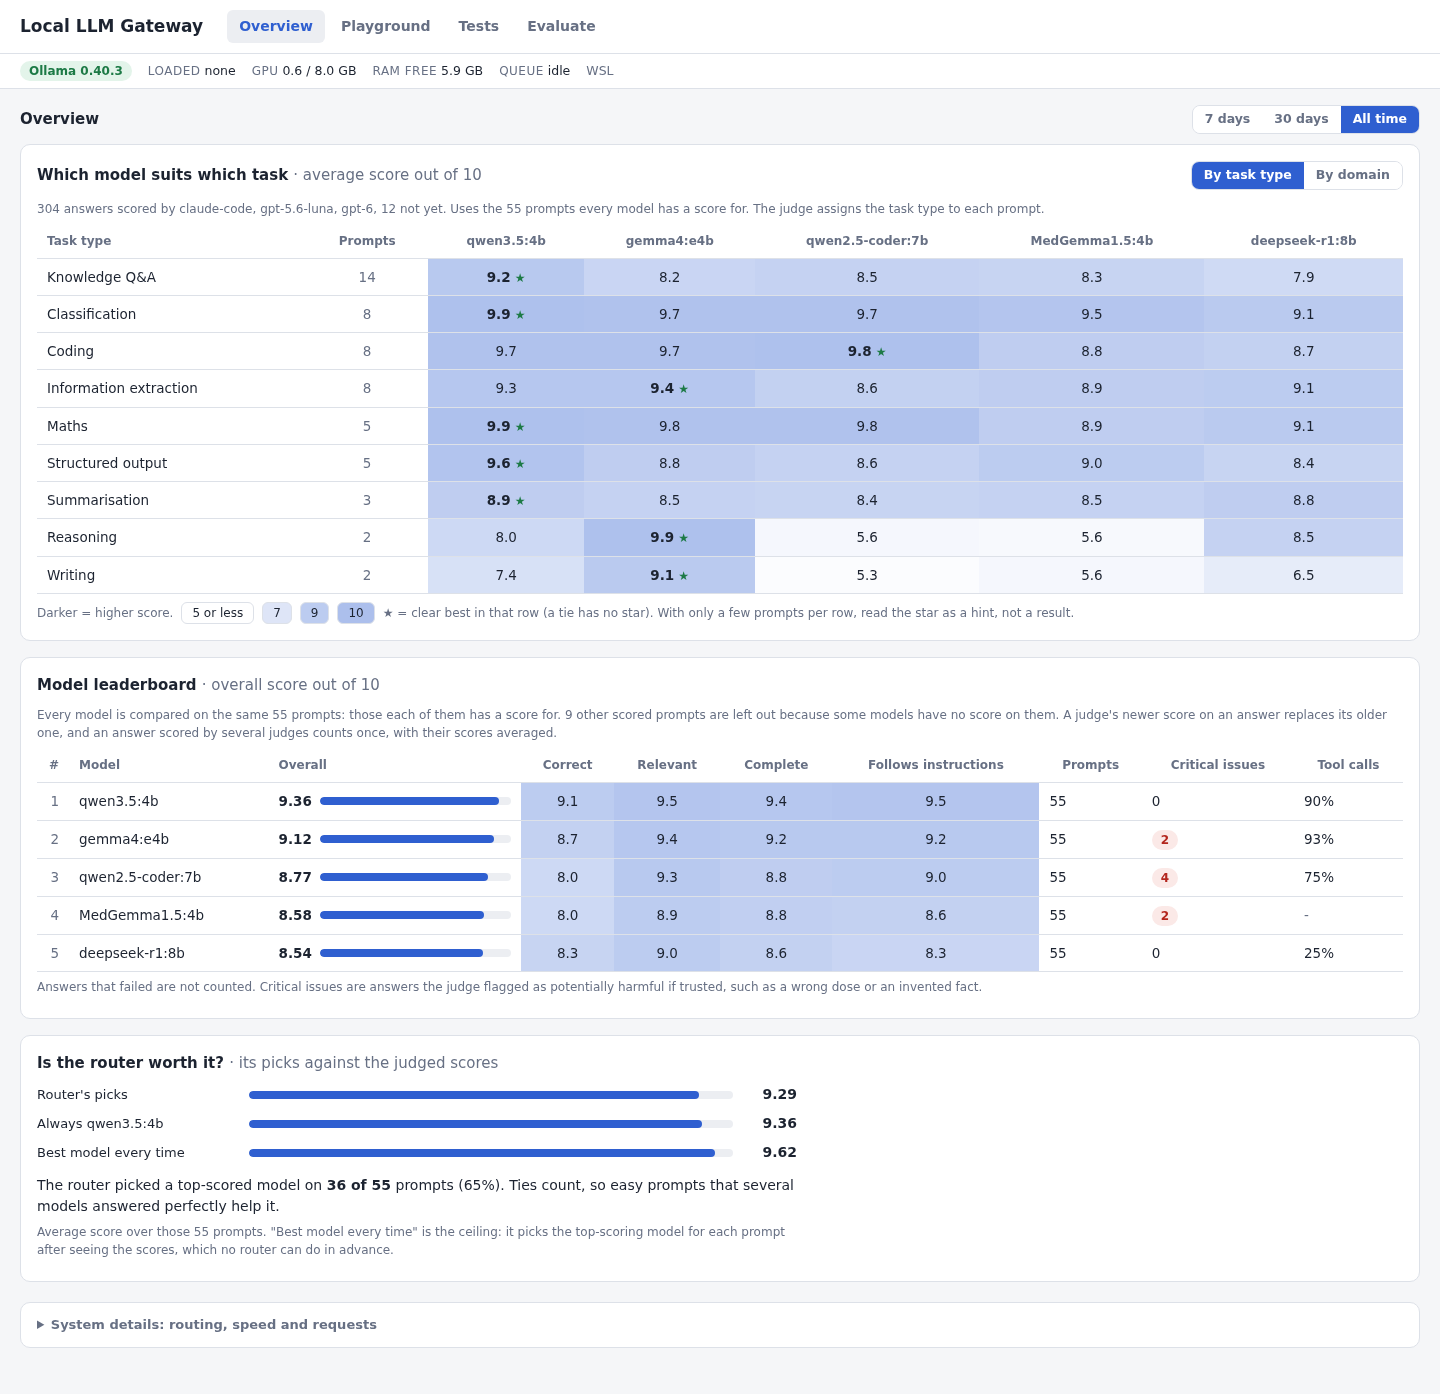 Local LLM Gateway Overview Playground Tests Evaluate
Ollama 0.40.3 LOADED none GPU 0.6 / 8.0 GB RAM FREE 5.9 GB QUEUE idle WSL
Overview 7 days 30 days All time
Which model suits which task · average score out of 10 By task type By domain
304 answers scored by claude-code, gpt-5.6-luna, gpt-6, 12 not yet. Uses the 55 prompts every model has a score for. The judge assigns the task type to each prompt.
Task type Prompts qwen3.5:4b gemma4:e4b qwen2.5-coder:7b MedGemma1.5:4b deepseek-r1:8b
Knowledge Q&A 14 9.2 ★ 8.2 8.5 8.3 7.9
Classification 8 9.9 ★ 9.7 9.7 9.5 9.1
Coding 8 9.7 9.7 9.8 ★ 8.8 8.7
Information extraction 8 9.3 9.4 ★ 8.6 8.9 9.1
Maths 5 9.9 ★ 9.8 9.8 8.9 9.1
Structured output 5 9.6 ★ 8.8 8.6 9.0 8.4
Summarisation 3 8.9 ★ 8.5 8.4 8.5 8.8
Reasoning 2 8.0 9.9 ★ 5.6 5.6 8.5
Writing 2 7.4 9.1 ★ 5.3 5.6 6.5
Darker = higher score. 5 or less 7 9 10 ★ = clear best in that row (a tie has no star). With only a few prompts per row, read the star as a hint, not a result.
Model leaderboard · overall score out of 10
Every model is compared on the same 55 prompts: those each of them has a score for. 9 other scored prompts are left out because some models have no score on them. A judge's newer score on an answer replaces its older
one, and an answer scored by several judges counts once, with their scores averaged.
# Model Overall Correct Relevant Complete Follows instructions Prompts Critical issues Tool calls
1 qwen3.5:4b 9.36 9.1 9.5 9.4 9.5 55 0 90%
2 gemma4:e4b 9.12 8.7 9.4 9.2 9.2 55 2 93%
3 qwen2.5-coder:7b 8.77 8.0 9.3 8.8 9.0 55 4 75%
4 MedGemma1.5:4b 8.58 8.0 8.9 8.8 8.6 55 2 -
5 deepseek-r1:8b 8.54 8.3 9.0 8.6 8.3 55 0 25%
Answers that failed are not counted. Critical issues are answers the judge flagged as potentially harmful if trusted, such as a wrong dose or an invented fact.
Is the router worth it? · its picks against the judged scores
Router's picks 9.29
Always qwen3.5:4b 9.36
Best model every time 9.62
The router picked a top-scored model on 36 of 55 prompts (65%). Ties count, so easy prompts that several
models answered perfectly help it.
Average score over those 55 prompts. "Best model every time" is the ceiling: it picks the top-scoring model for each prompt
after seeing the scores, which no router can do in advance.
▶ System details: routing, speed and requests